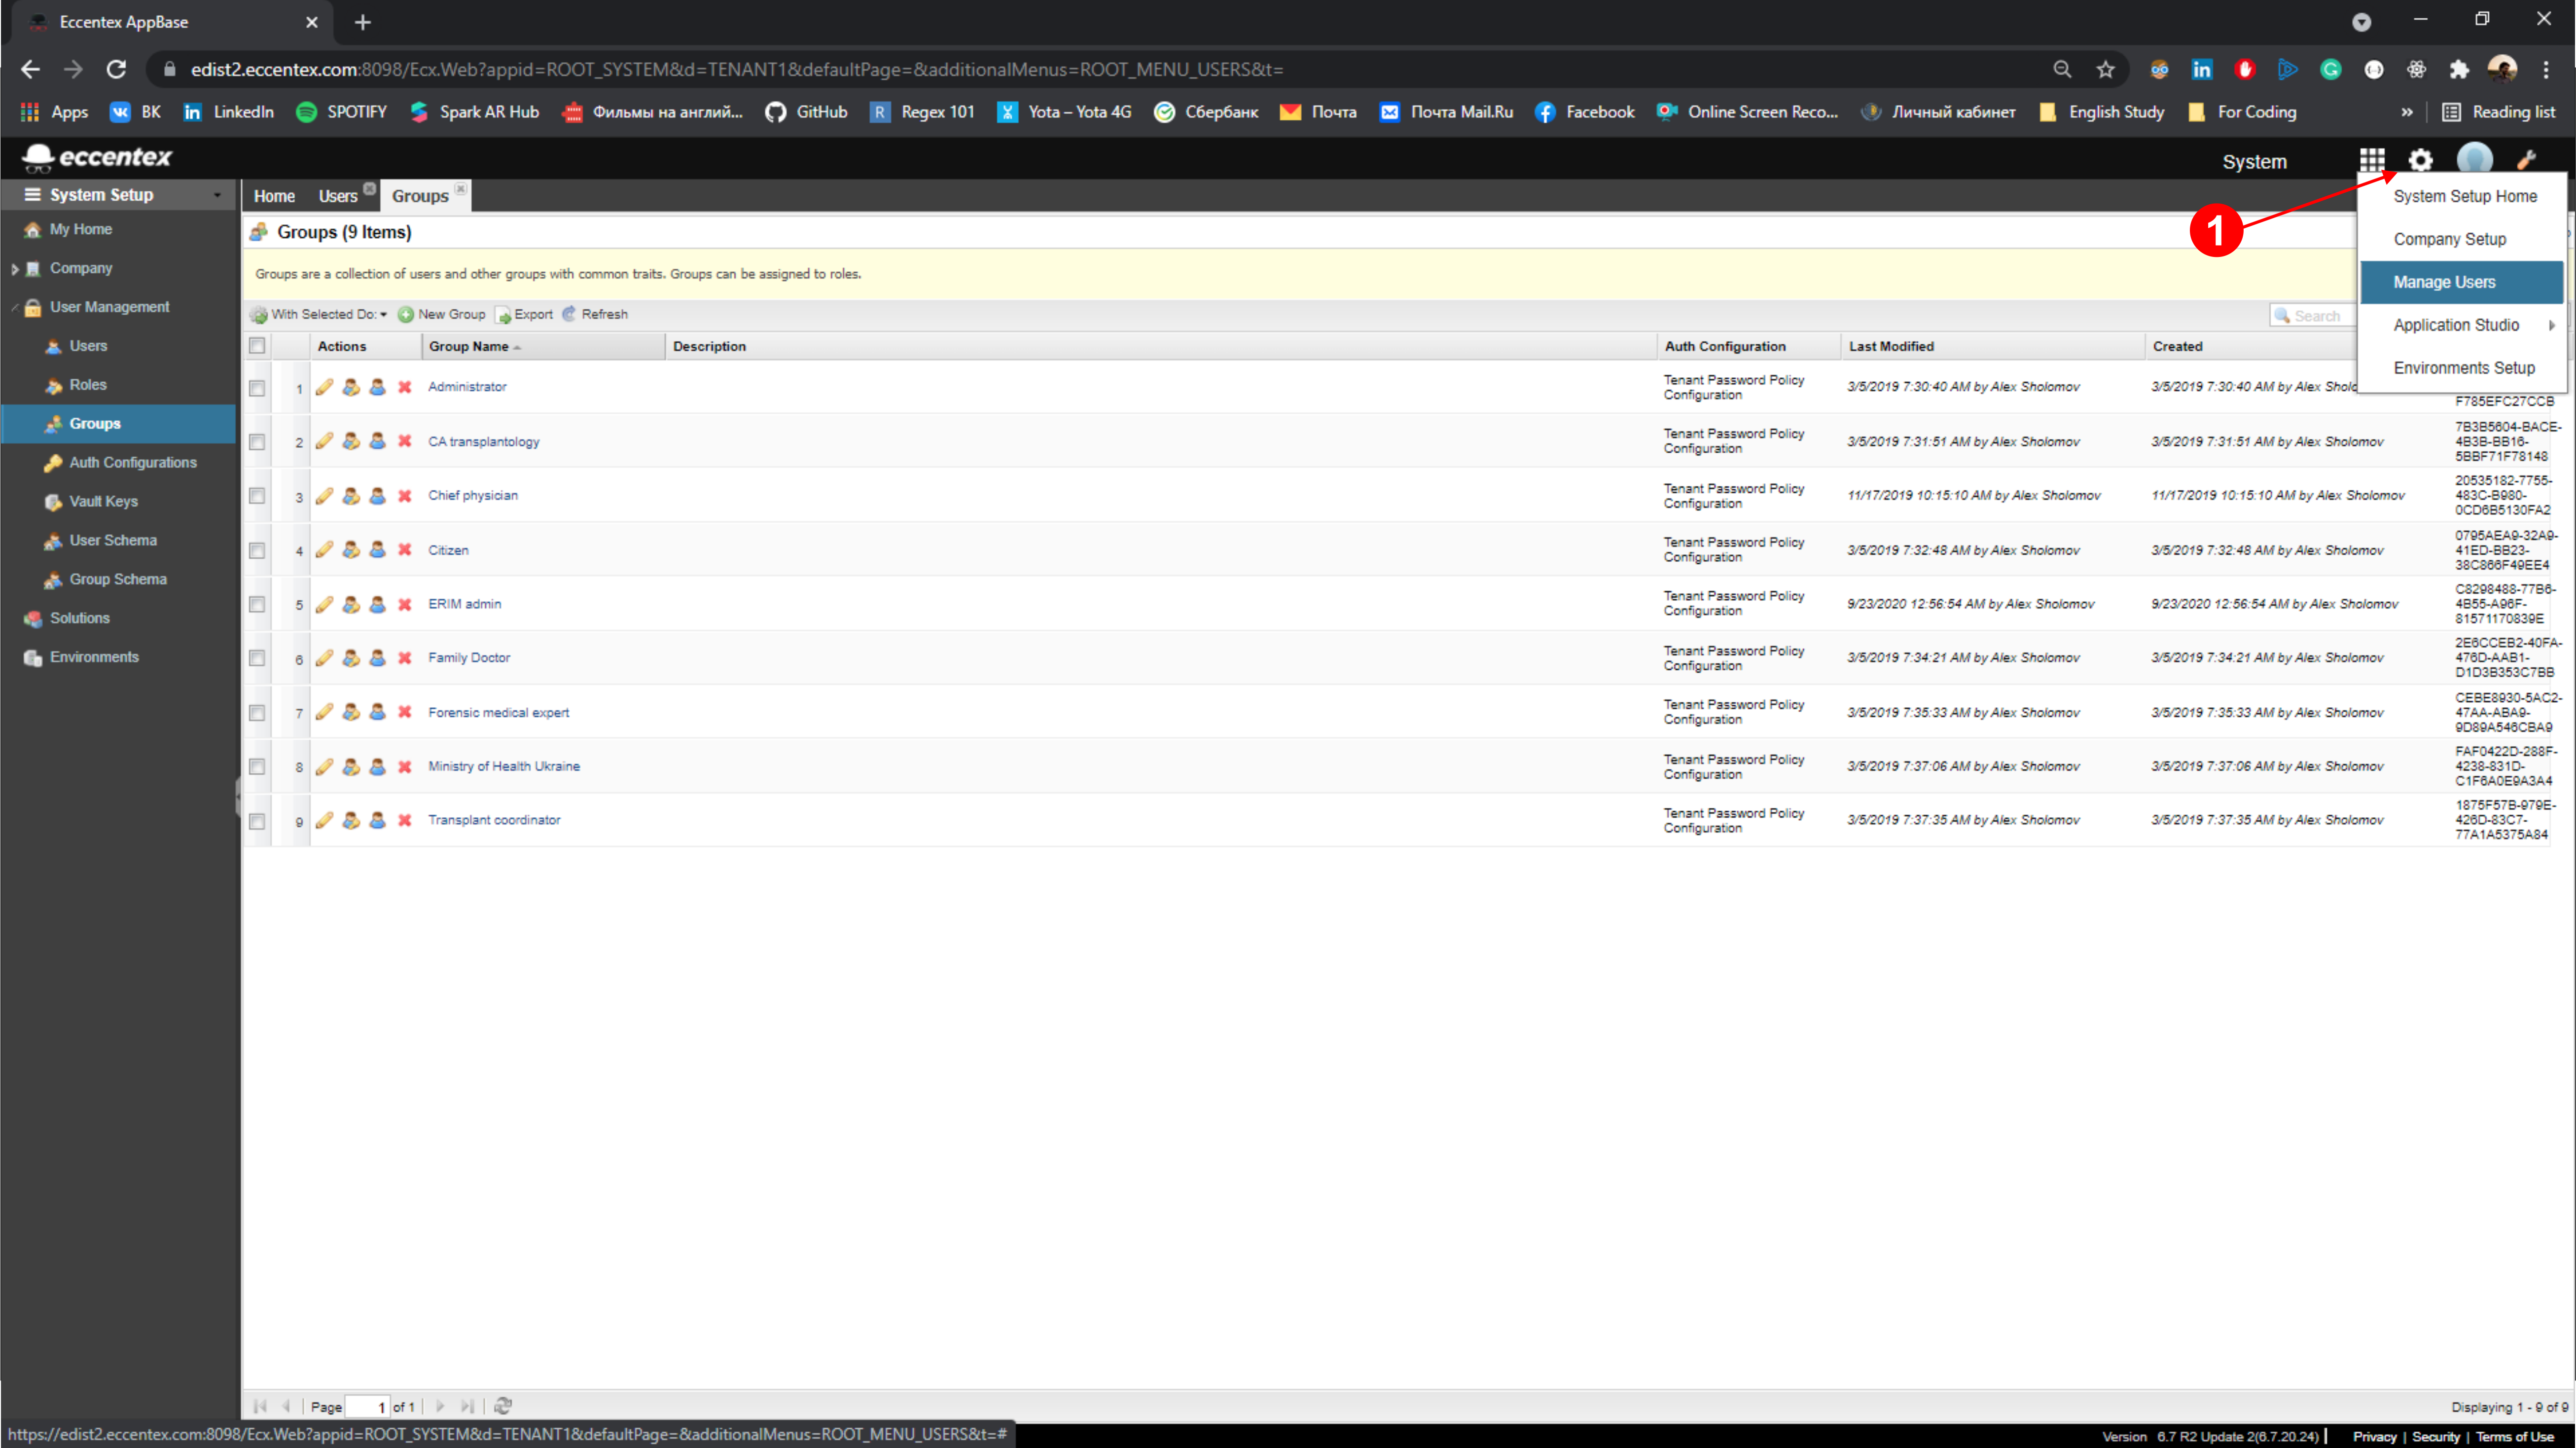 Eccentex AppBase
edist2.eccentex.com:8098/Ecx.Web?appid=ROOT_SYSTEM&d=TENANT1&defaultPage=&additionalMenus=ROOT_MENU_USERS&t=
Apps ВК LinkedIn SPOTIFY Spark AR Hub Фильмы на англий... GitHub R Regex 101 Yota – Yota 4G Сбербанк Почта Почта Mail.Ru Facebook Online Screen Reco... Личный кабинет English Study For Coding » Reading list
eccentex System
System Setup
Home Users Groups
System Setup Home
Company Setup
Manage Users
Application Studio
Environments Setup
1
My Home
Company
User Management
Users
Roles
Groups
Auth Configurations
Vault Keys
User Schema
Group Schema
Solutions
Environments
Groups (9 Items)
Groups are a collection of users and other groups with common traits. Groups can be assigned to roles.
With Selected Do: New Group Export Refresh Search
Actions Group Name Description Auth Configuration Last Modified Created
1 Administrator Tenant Password Policy Configuration 3/5/2019 7:30:40 AM by Alex Sholomov 3/5/2019 7:30:40 AM by Alex Sholo
F785EFC27CCB
2 CA transplantology Tenant Password Policy Configuration 3/5/2019 7:31:51 AM by Alex Sholomov 3/5/2019 7:31:51 AM by Alex Sholomov 7B3B5604-BACE-4B3B-BB16-5BBF71F78148
3 Chief physician Tenant Password Policy Configuration 11/17/2019 10:15:10 AM by Alex Sholomov 11/17/2019 10:15:10 AM by Alex Sholomov 20535182-7755-483C-B980-0CD6B5130FA2
4 Citizen Tenant Password Policy Configuration 3/5/2019 7:32:48 AM by Alex Sholomov 3/5/2019 7:32:48 AM by Alex Sholomov 0795AEA9-32A9-41ED-BB23-38C866F49EE4
5 ERIM admin Tenant Password Policy Configuration 9/23/2020 12:56:54 AM by Alex Sholomov 9/23/2020 12:56:54 AM by Alex Sholomov C8298488-77B6-4B55-A96F-81571170839E
6 Family Doctor Tenant Password Policy Configuration 3/5/2019 7:34:21 AM by Alex Sholomov 3/5/2019 7:34:21 AM by Alex Sholomov 2E6CCEB2-40FA-476D-AAB1-D1D3B353C7BB
7 Forensic medical expert Tenant Password Policy Configuration 3/5/2019 7:35:33 AM by Alex Sholomov 3/5/2019 7:35:33 AM by Alex Sholomov CEBE8930-5AC2-47AA-ABA9-9D89A546CBA9
8 Ministry of Health Ukraine Tenant Password Policy Configuration 3/5/2019 7:37:06 AM by Alex Sholomov 3/5/2019 7:37:06 AM by Alex Sholomov FAF0422D-288F-4238-831D-C1F6A0E9A3A4
9 Transplant coordinator Tenant Password Policy Configuration 3/5/2019 7:37:35 AM by Alex Sholomov 3/5/2019 7:37:35 AM by Alex Sholomov 1875F57B-979E-426D-83C7-77A1A5375A84
Page 1 of 1 Displaying 1 - 9 of 9
https://edist2.eccentex.com:8098/Ecx.Web?appid=ROOT_SYSTEM&d=TENANT1&defaultPage=&additionalMenus=ROOT_MENU_USERS&t=#
Version 6.7 R2 Update 2(6.7.20.24) | Privacy | Security | Terms of Use